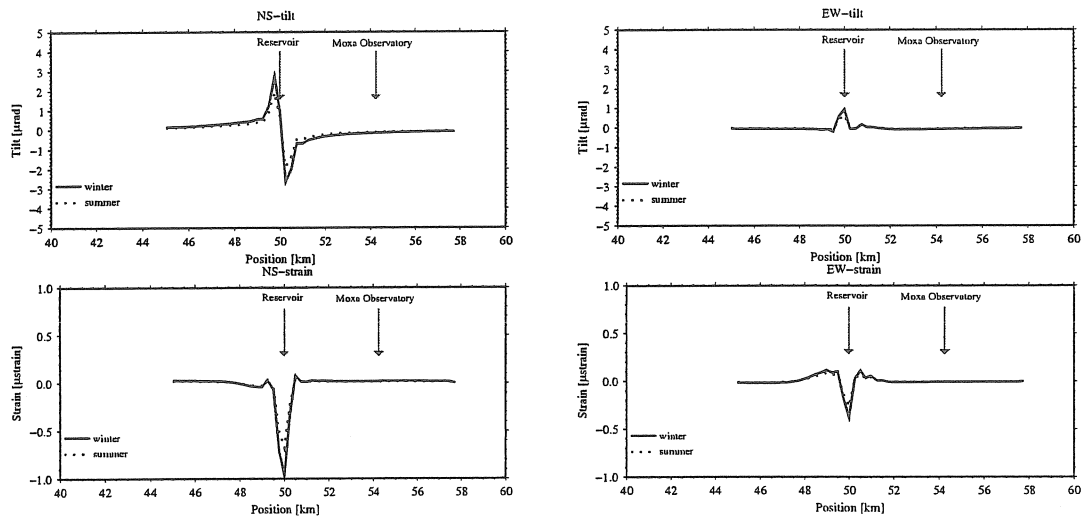 NS−tilt
5
4
3
2
1
0
−1
−2
−3
−4
−5
Tilt [µrad]
Reservoir
Moxa Observatory
winter
summer
40 42 44 46 48 50 52 54 56 58 60
Position [km]
EW−tilt
5
4
3
2
1
0
−1
−2
−3
−4
−5
Tilt [µrad]
Reservoir
Moxa Observatory
winter
summer
40 42 44 46 48 50 52 54 56 58 60
Position [km]
NS−strain
1.0
0.5
0.0
−0.5
−1.0
Strain [µstrain]
Reservoir
Moxa Observatory
winter
summer
40 42 44 46 48 50 52 54 56 58 60
Position [km]
EW−strain
1.0
0.5
0.0
−0.5
−1.0
Strain [µstrain]
Reservoir
Moxa Observatory
winter
summer
40 42 44 46 48 50 52 54 56 58 60
Position [km]